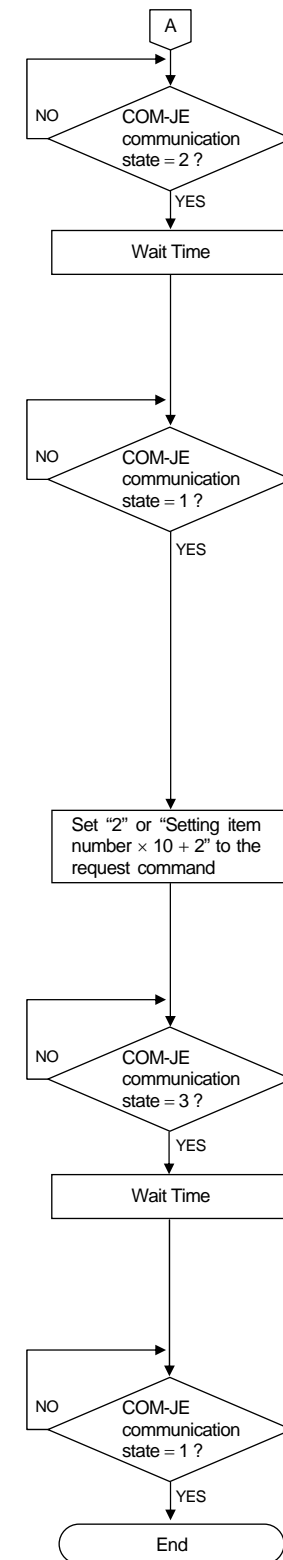 A
NO
COM-JE
communication
state = 2 ?
YES
Wait Time
NO
COM-JE
communication
state = 1 ?
YES
Set “2” or “Setting item
number × 10 + 2” to the
request command
NO
COM-JE
communication
state = 3 ?
YES
Wait Time
NO
COM-JE
communication
state = 1 ?
YES
End